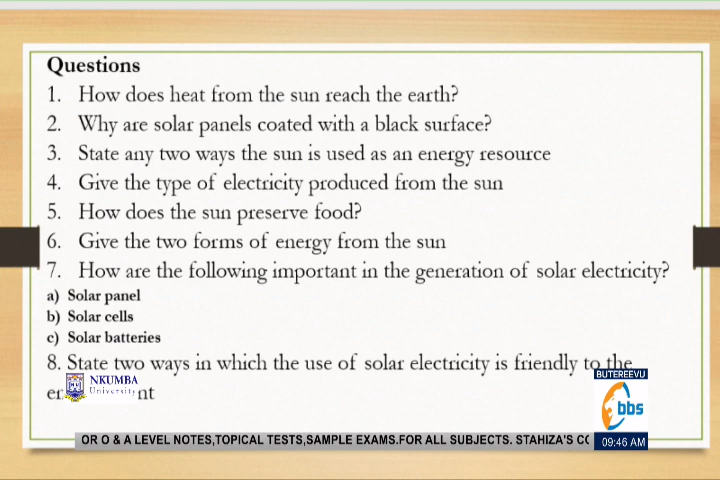 Questions
1. How does heat from the sun reach the earth?
2. Why are solar panels coated with a black surface?
3. State any two ways the sun is used as an energy resource
4. Give the type of electricity produced from the sun
5. How does the sun preserve food?
6. Give the two forms of energy from the sun
7. How are the following important in the generation of solar electricity?
a) Solar panel
b) Solar cells
c) Solar batteries
8. State two ways in which the use of solar electricity is friendly to the
BUTEREEVU
NKUMBA
University
bbs
OR O & A LEVEL NOTES,TOPICAL TESTS,SAMPLE EXAMS.FOR ALL SUBJECTS. STAHIZA'S
09:46 AM